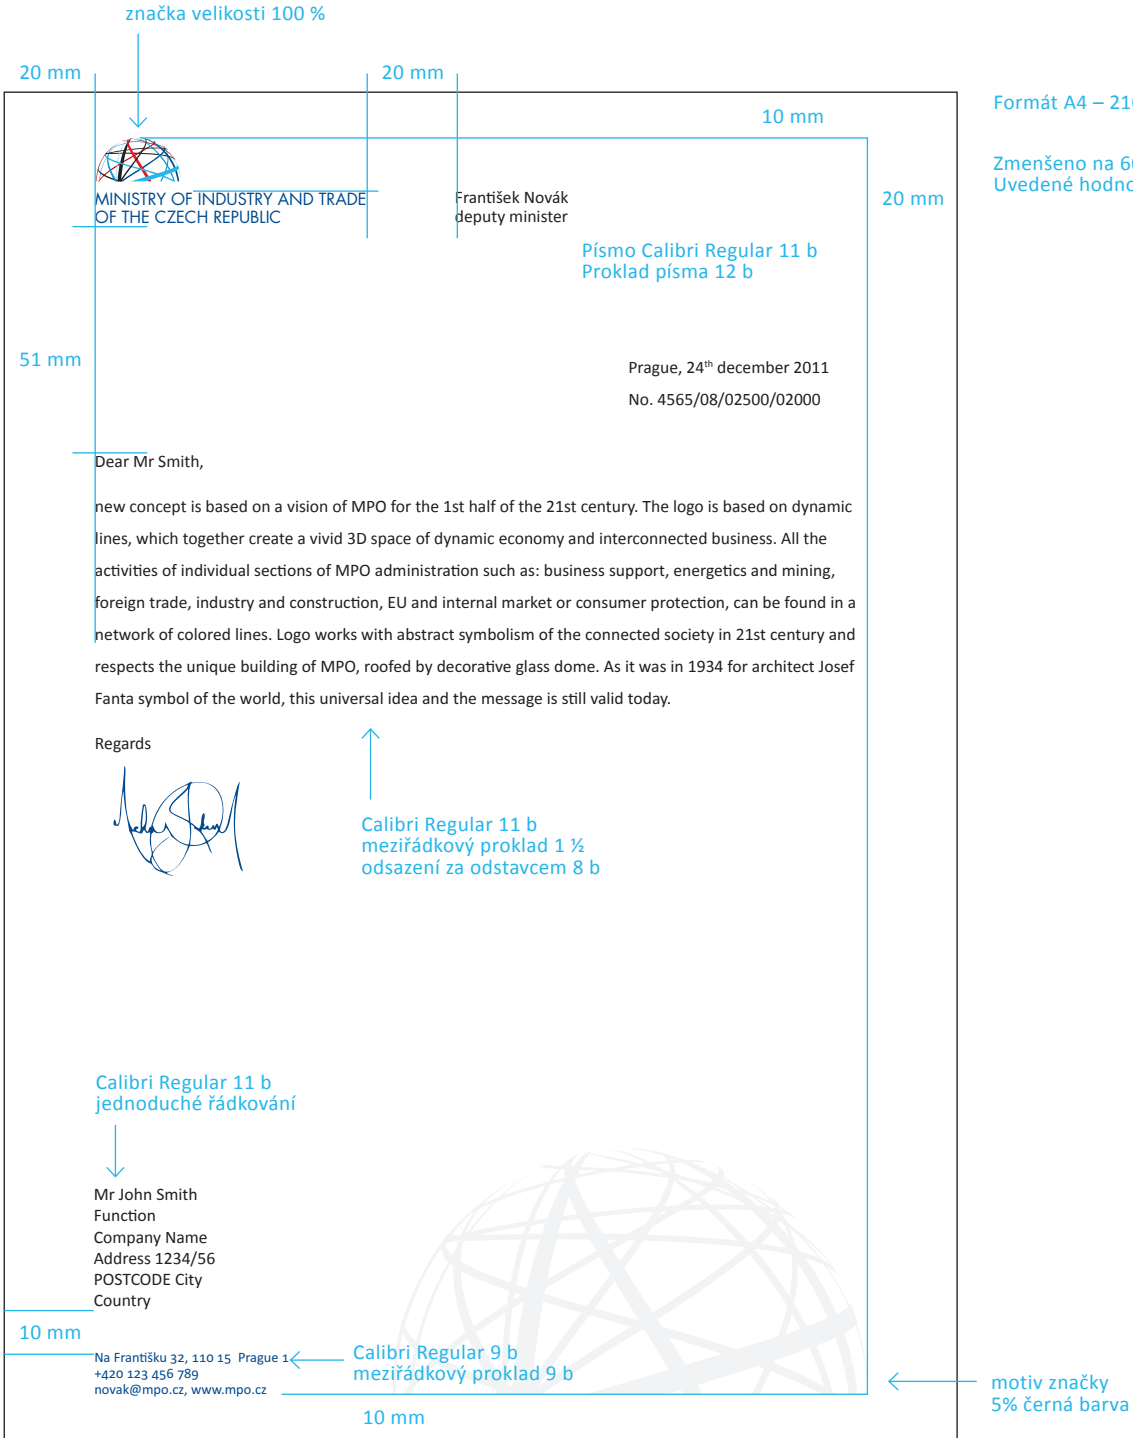 značka velikosti 100 %
20 mm
20 mm
10 mm
Formát A4 –
Zmenšeno na
Uvedené
MINISTRY OF INDUSTRY AND TRADE
OF THE CZECH REPUBLIC
František Novák
deputy minister
20 mm
Písmo Calibri Regular 11 b
Proklad písma 12 b
51 mm
Prague, 24th december 2011
No. 4565/08/02500/02000
Dear Mr Smith,
new concept is based on a vision of MPO for the 1st half of the 21st century. The logo is based on dynamic
lines, which together create a vivid 3D space of dynamic economy and interconnected business. All the
activities of individual sections of MPO administration such as: business support, energetics and mining,
foreign trade, industry and construction, EU and internal market or consumer protection, can be found in a
network of colored lines. Logo works with abstract symbolism of the connected society in 21st century and
respects the unique building of MPO, roofed by decorative glass dome. As it was in 1934 for architect Josef
Fanta symbol of the world, this universal idea and the message is still valid today.
Regards
Calibri Regular 11 b
meziřádkový proklad 1 ½
odsazení za odstavcem 8 b
Calibri Regular 11 b
jednoduché řádkování
Mr John Smith
Function
Company Name
Address 1234/56
POSTCODE City
Country
10 mm
Na Františku 32, 110 15  Prague 1
+420 123 456 789
novak@mpo.cz, www.mpo.cz
Calibri Regular 9 b
meziřádkový proklad 9 b
10 mm
motiv značky
5% černá barva